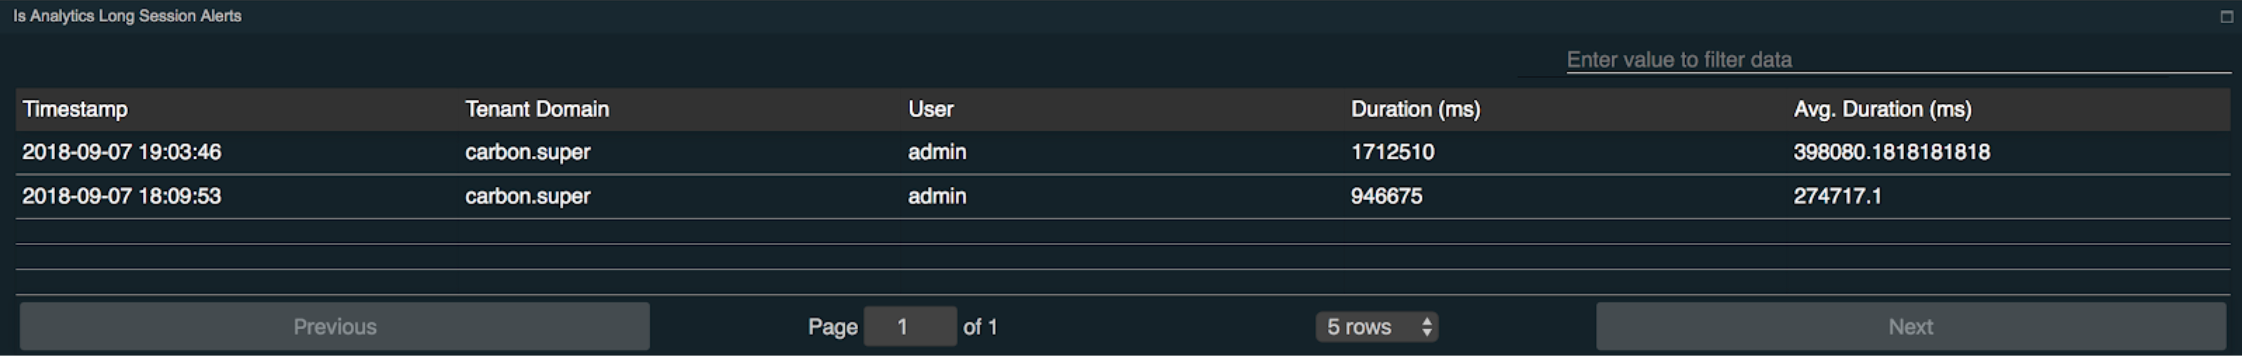 Is Analytics Long Session Alerts
Enter value to filter data
Timestamp Tenant Domain User Duration (ms) Avg. Duration (ms)
2018-09-07 19:03:46 carbon.super admin 1712510 398080.1818181818
2018-09-07 18:09:53 carbon.super admin 946675 274717.1
Previous Page 1 of 1 5 rows Next